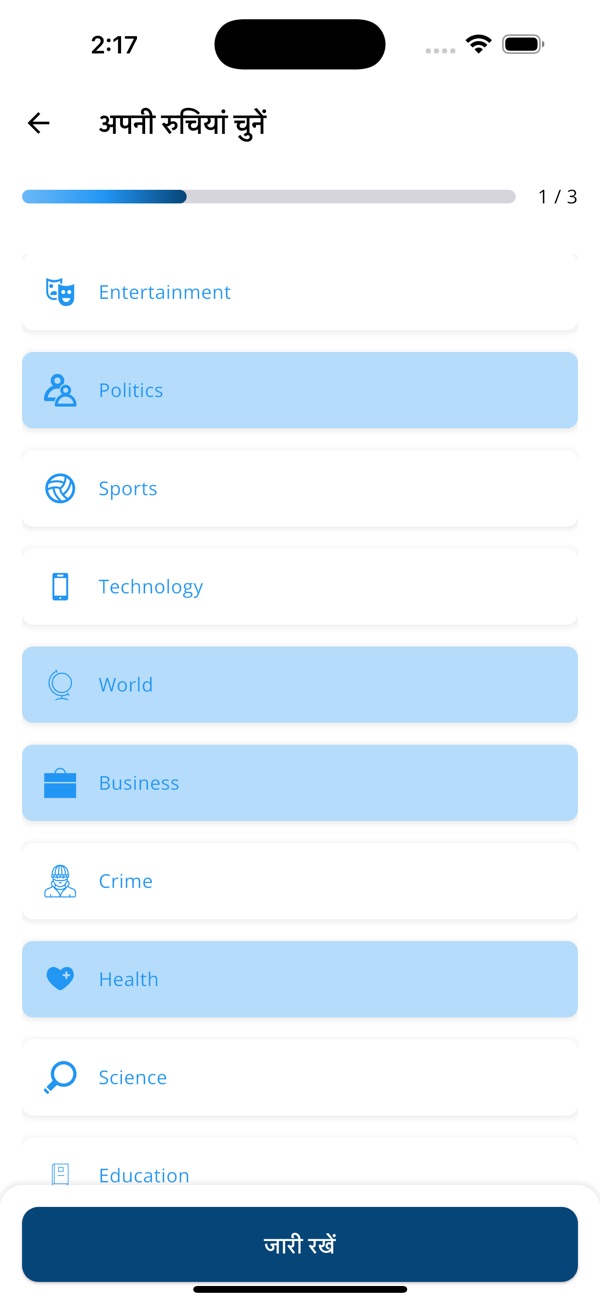 2:17
अपनी रुचियां चुनें
1 / 3
Entertainment
Politics
Sports
Technology
World
Business
Crime
Health
Science
Education
जारी रखें